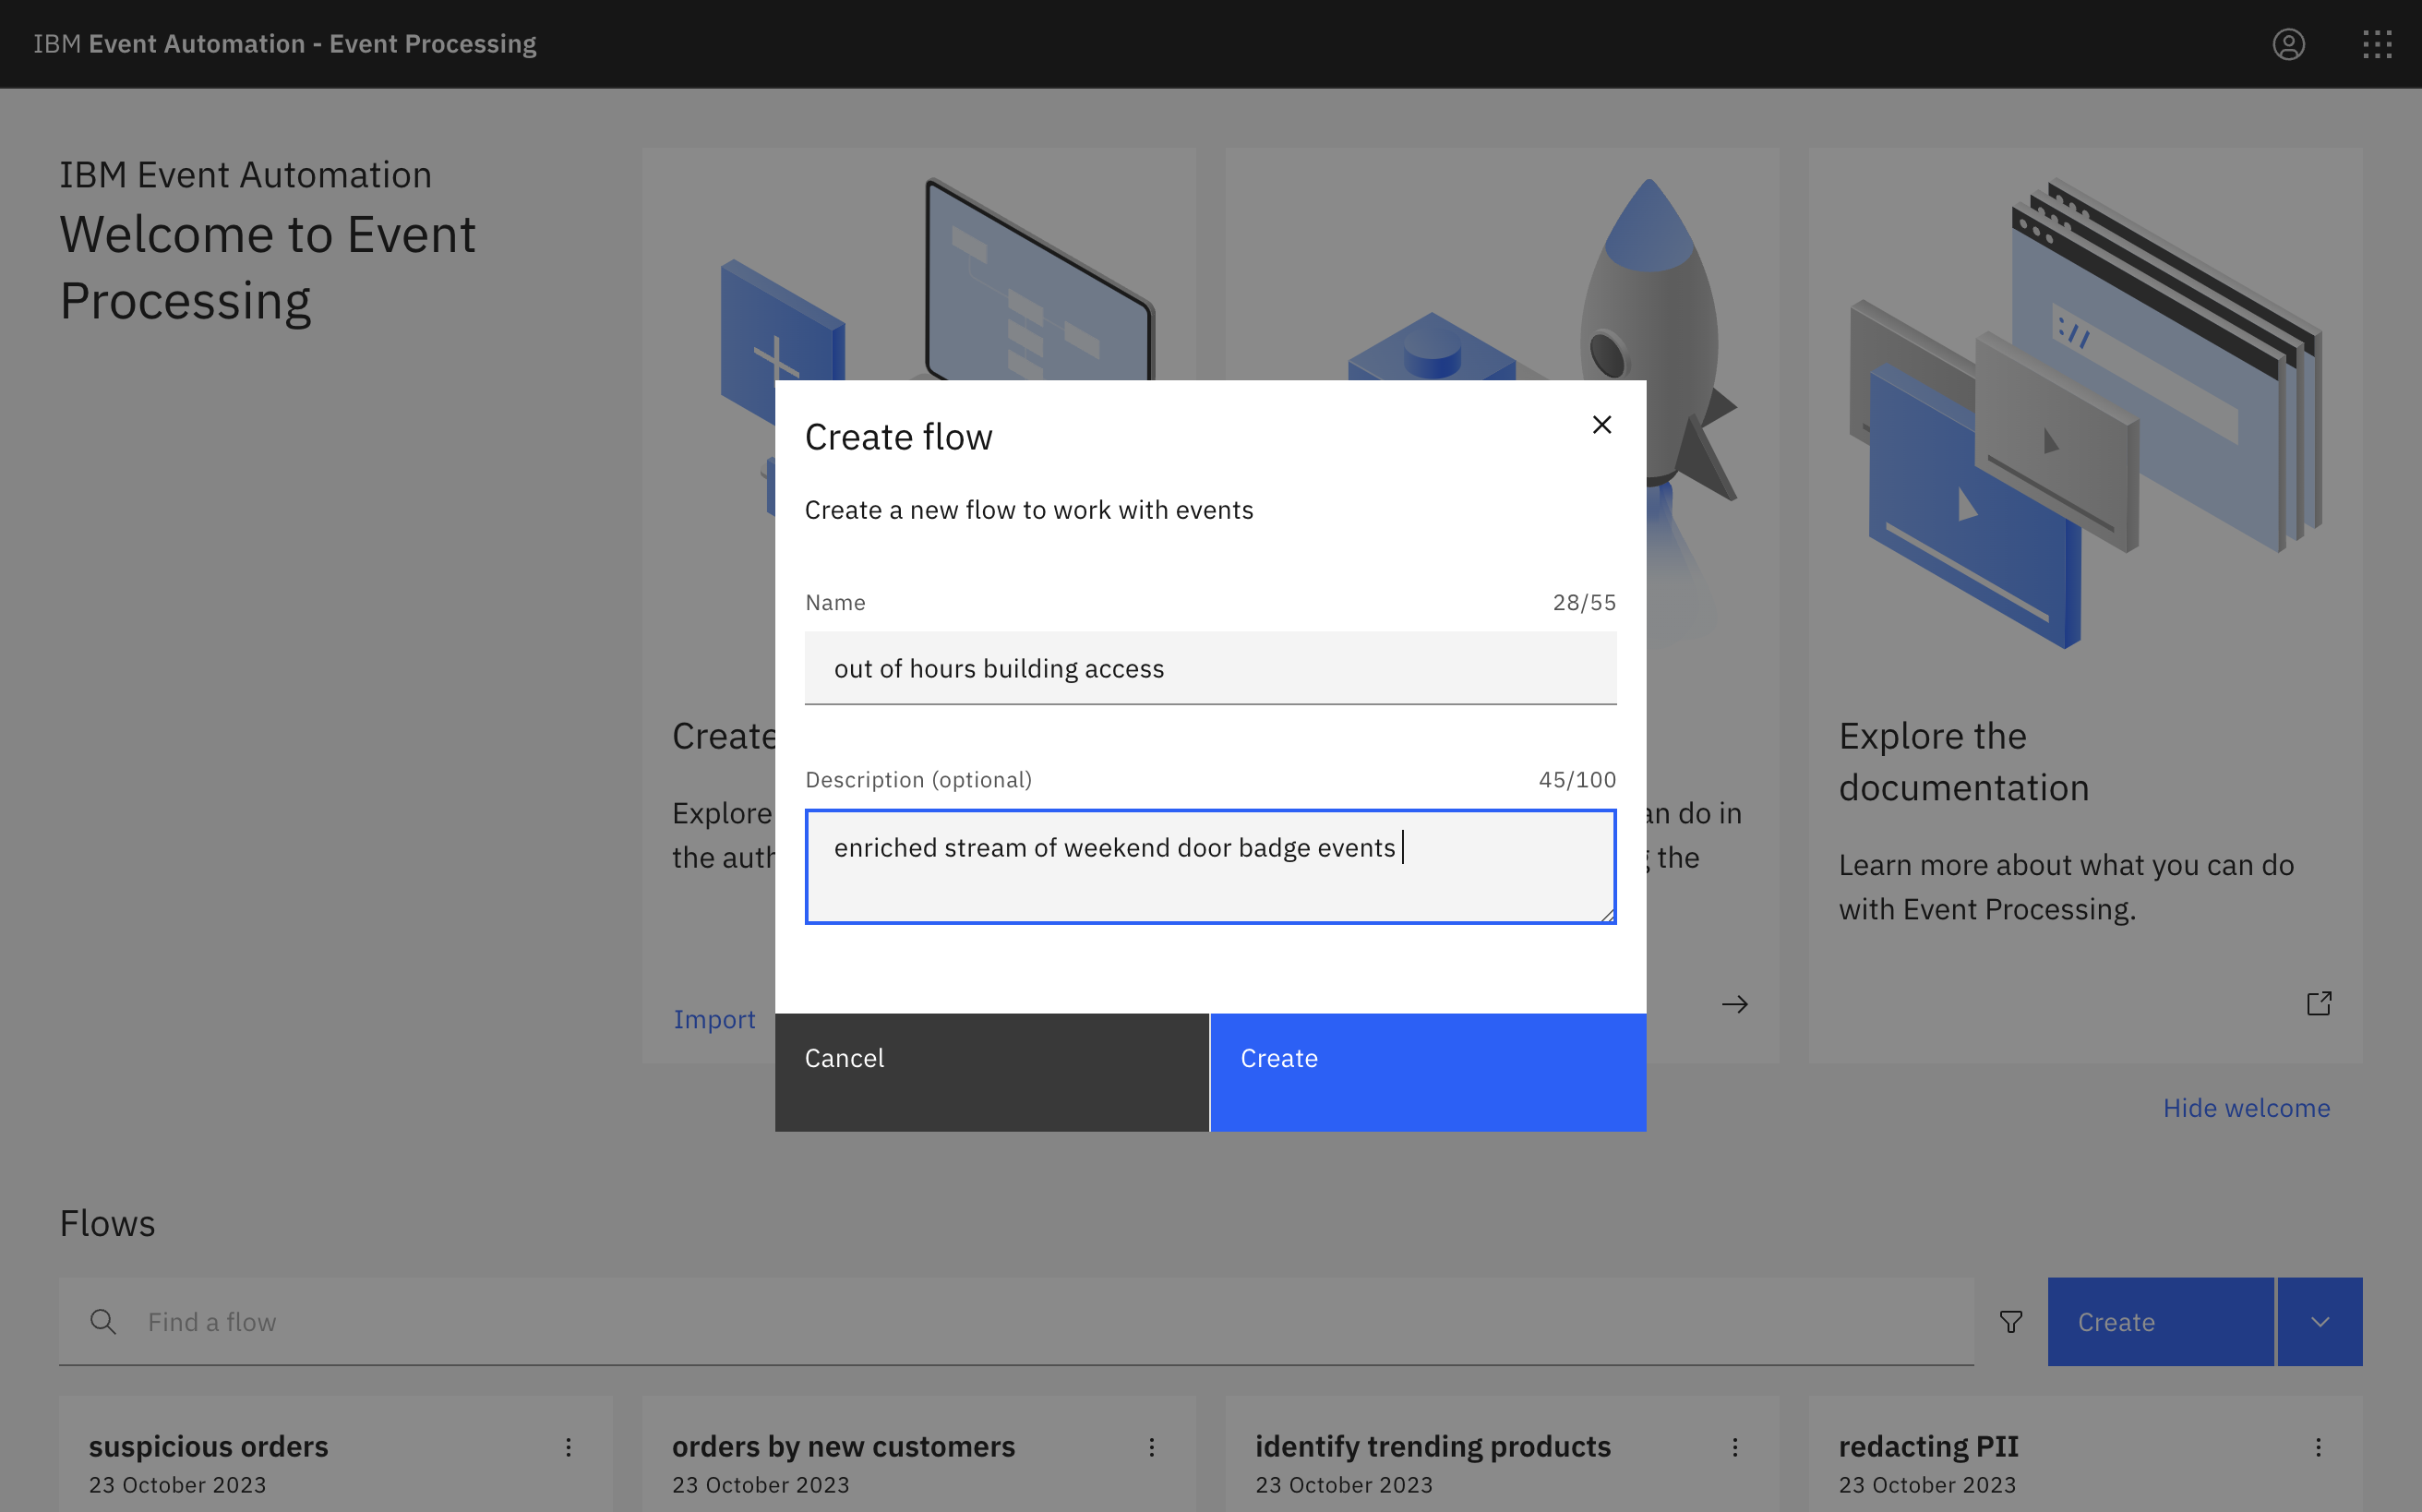 IBM Event Automation - Event Processing
IBM Event Automation
Welcome to Event
Processing
Create flow
Create a new flow to work with events
Name 28/55
out of hours building access
Description (optional) 45/100
enriched stream of weekend door badge events
Cancel
Create
Create
Explore
the auth
Import
an do in
the
Explore the
documentation
Learn more about what you can do
with Event Processing.
://
Hide welcome
Flows
Find a flow
Create
suspicious orders
23 October 2023
orders by new customers
23 October 2023
identify trending products
23 October 2023
redacting PII
23 October 2023